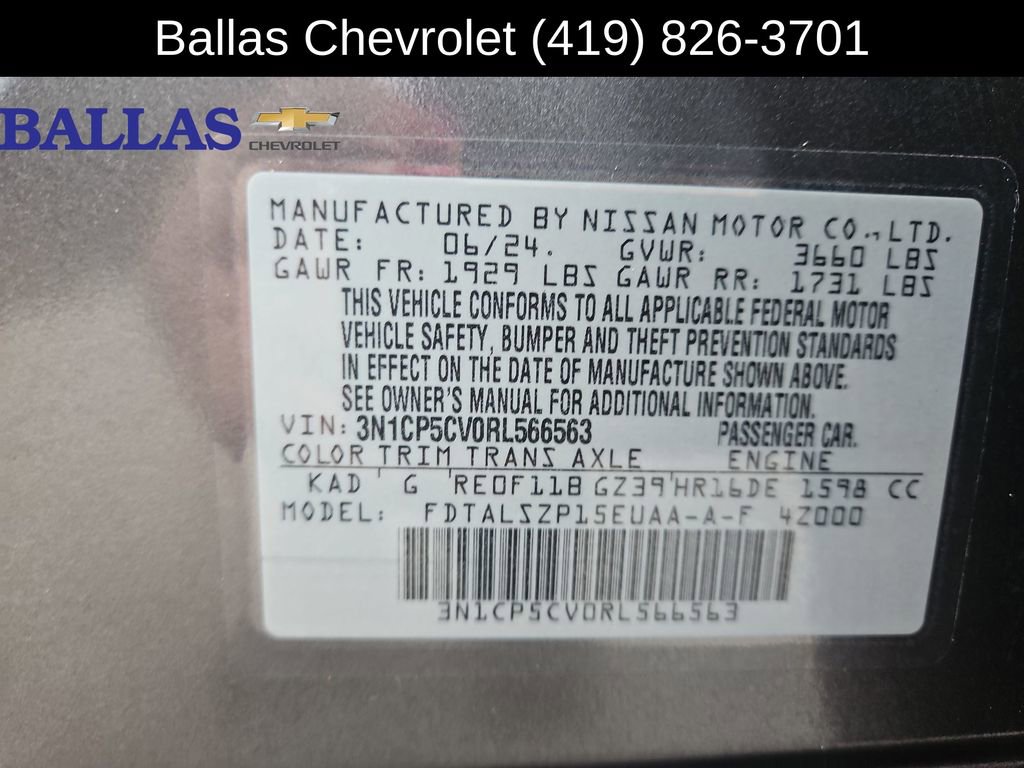 Ballas Chevrolet (419) 826-3701
BALLAS
CHEVROLET
MANUFACTURED BY NISSAN MOTOR CO.,LTD.
DATE: 06/24. GVWR: 3660 LBS
GAWR FR: 1929 LBS GAWR RR: 1731 LBS
THIS VEHICLE CONFORMS TO ALL APPLICABLE FEDERAL MOTOR
VEHICLE SAFETY, BUMPER AND THEFT PREVENTION STANDARDS
IN EFFECT ON THE DATE OF MANUFACTURE SHOWN ABOVE.
SEE OWNER'S MANUAL FOR ADDITIONAL INFORMATION.
VIN: 3N1CP5CV0RL566563 PASSENGER CAR.
COLOR TRIM TRANS AXLE ENGINE
KAD G RE0F11B GZ39 HR16DE 1598 CC
MODEL: FDTALSZP15EUAA-A-F 4Z000
3N1CP5CV0RL566563